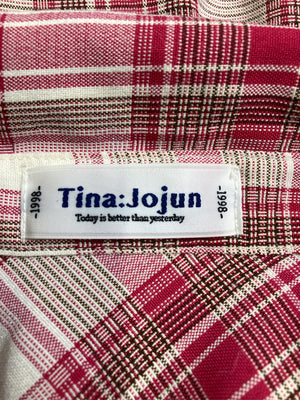 -1998-
Tina:Jojun
Today is better than yesterday
-1998-